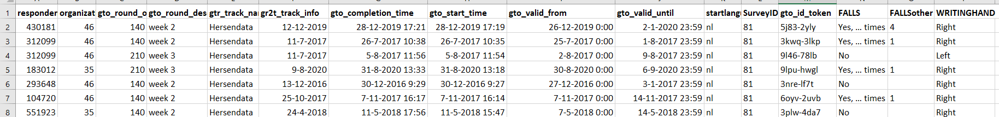 responden organizat gto_round_o gto_round_des gtr_track_na gr2t_track_info gto_completion_time gto_start_time gto_valid_from gto_valid_until startlangu SurveyID gto_id_token FALLS FALLSother WRITINGHAND
1
2 430181 46 140 week 2 Hersendata 12-12-2019 28-12-2019 17:21 28-12-2019 17:19 26-12-2019 0:00 2-1-2020 23:59 nl 81 5j83-2yly Yes, ... times 4 Right
3 312099 46 140 week 2 Hersendata 11-7-2017 26-7-2017 10:38 26-7-2017 10:35 25-7-2017 0:00 1-8-2017 23:59 nl 81 3kwq-3lkp Yes, ... times 1 Right
4 312099 46 210 week 3 Hersendata 11-7-2017 5-8-2017 11:56 5-8-2017 11:54 2-8-2017 0:00 9-8-2017 23:59 nl 81 9l46-78lb No Left
5 183012 35 210 week 3 Hersendata 9-8-2020 31-8-2020 13:33 31-8-2020 13:18 30-8-2020 0:00 6-9-2020 23:59 nl 81 9lpu-hwgl Yes, ... times 1 Right
6 293648 46 140 week 2 Hersendata 13-12-2016 30-12-2016 9:29 30-12-2016 9:27 27-12-2016 0:00 3-1-2017 23:59 nl 81 3nre-lf7t No Right
7 104720 46 140 week 2 Hersendata 25-10-2017 7-11-2017 16:17 7-11-2017 16:14 7-11-2017 0:00 14-11-2017 23:59 nl 81 6oyv-2uvb Yes, ... times 1 Right
8 551923 35 140 week 2 Hersendata 24-4-2018 11-5-2018 17:56 11-5-2018 15:47 7-5-2018 0:00 14-5-2018 23:59 nl 81 3plw-4da7 No Right